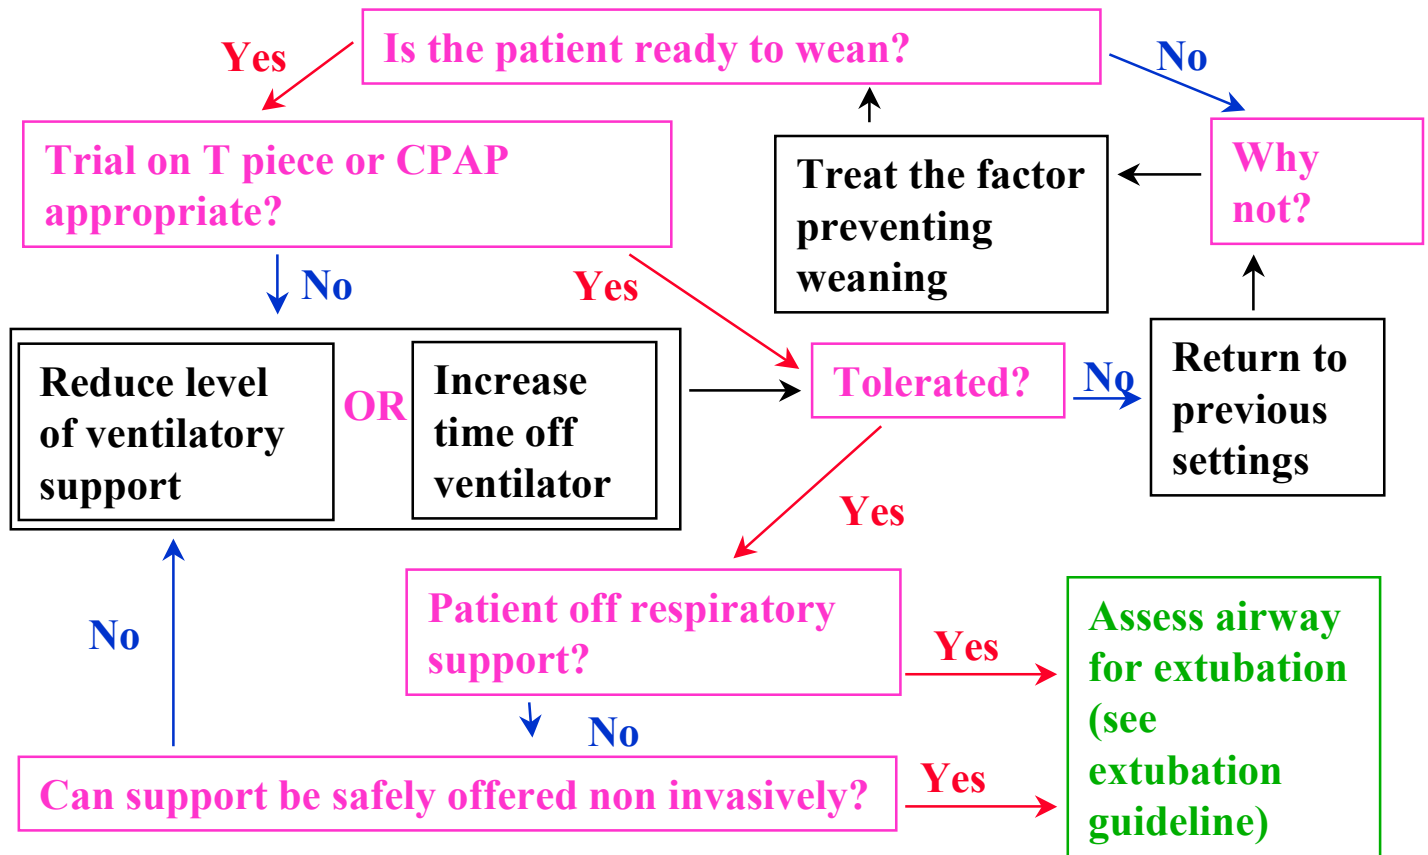 Is the patient ready to wean?
Yes
No
Trial on T piece or CPAP
appropriate?
Treat the factor
preventing
weaning
Why
not?
No
Yes
Reduce level
of ventilatory
support
OR
Increase
time off
ventilator
Tolerated?
No
Return to
previous
settings
Yes
Patient off respiratory
support?
Yes
No
No
Can support be safely offered non invasively?
Yes
Assess airway
for extubation
(see
extubation
guideline)